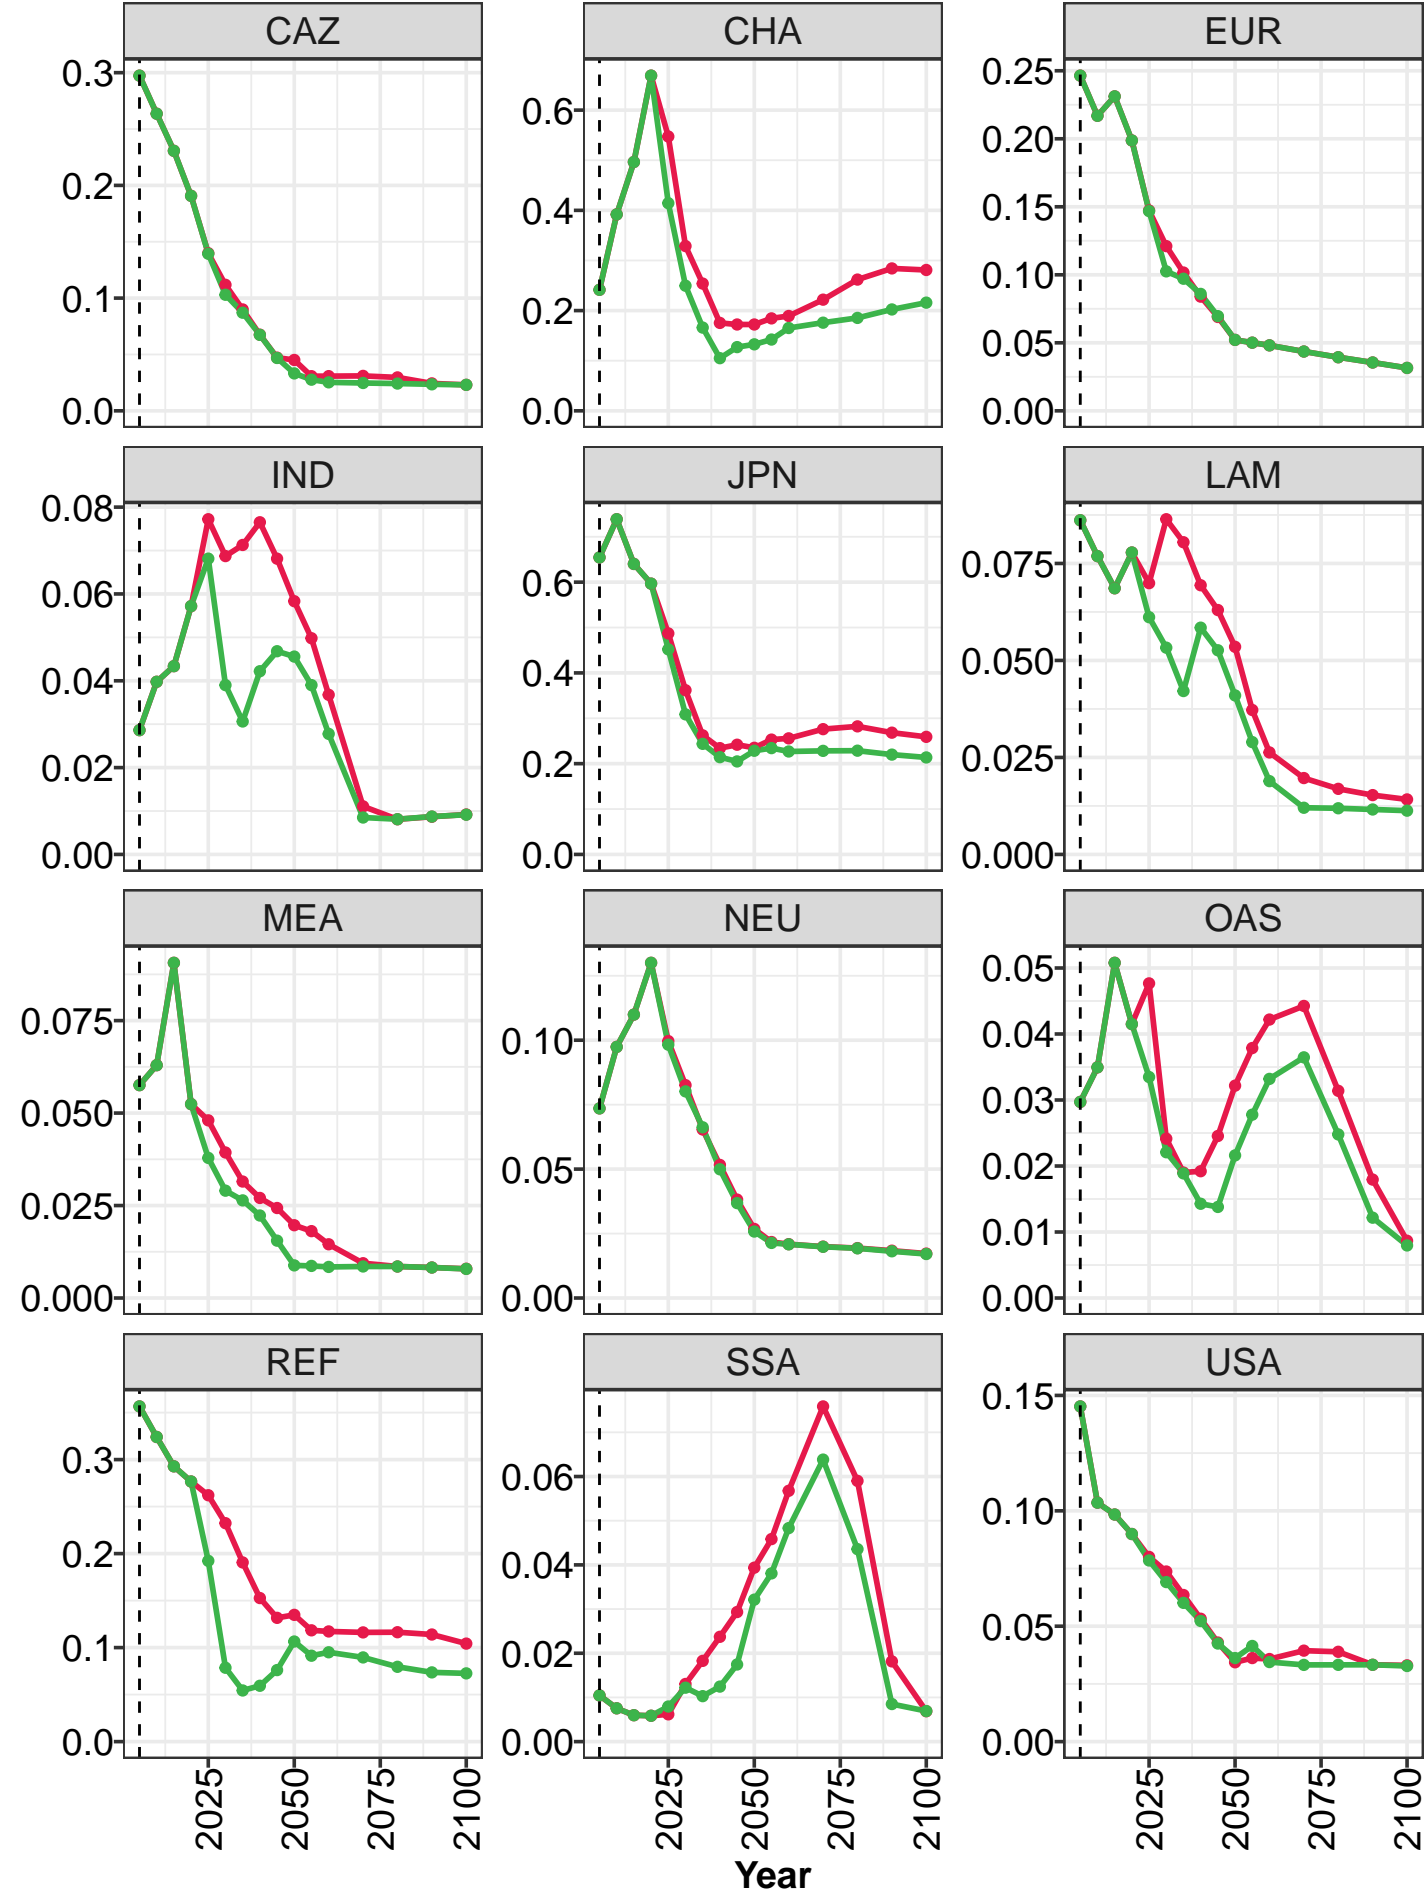 CAZ CHA EUR
0.3 0.6 0.25
0.2 0.4 0.20
0.1 0.2 0.15
0.0 0.0 0.10
0.05
0.00
IND JPN LAM
0.08 0.6 0.075
0.06 0.4 0.050
0.04 0.2 0.025
0.02 0.0 0.000
0.00
MEA NEU OAS
0.075 0.10 0.05
0.050 0.05 0.04
0.025 0.00 0.03
0.000 0.02
0.01
0.00
REF SSA USA
0.3 0.06 0.15
0.2 0.04 0.10
0.1 0.02 0.05
0.0 0.00 0.00
2025 2050 2075 2100 2025 2050 2075 2100 2025 2050 2075 2100
Year